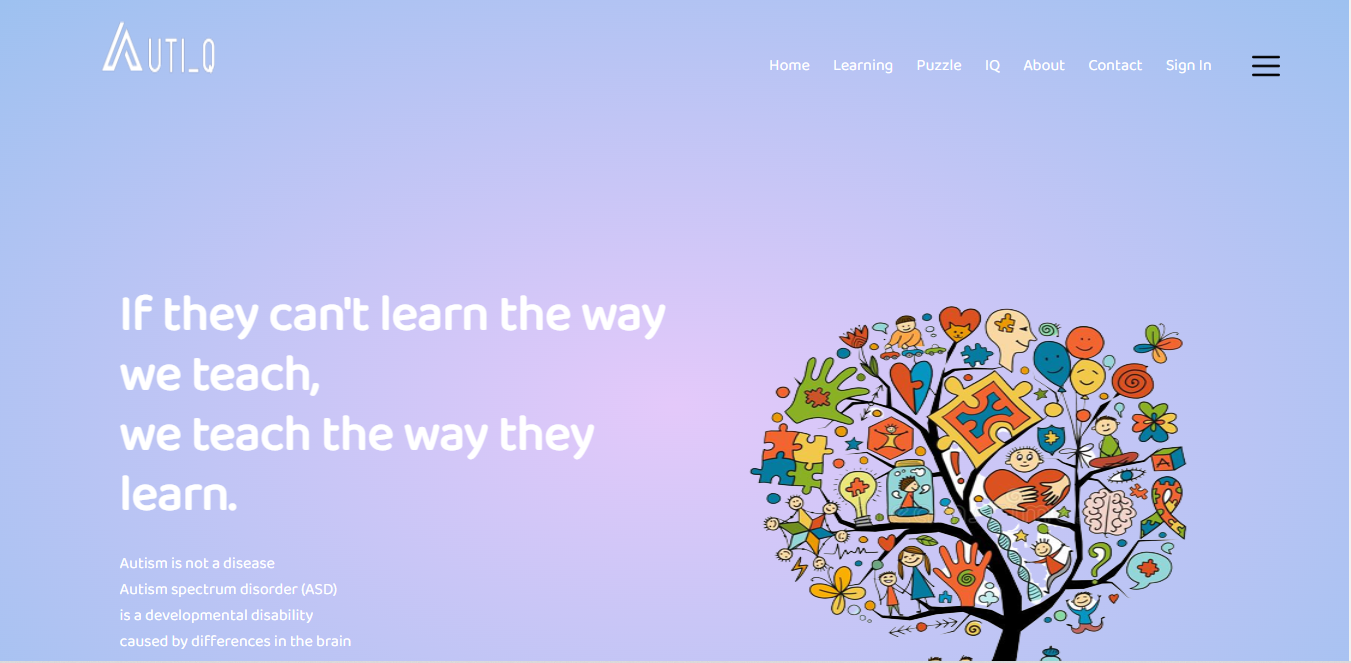 AUTI_Q
Home Learning Puzzle IQ About Contact Sign In
If they can't learn the way
we teach,
we teach the way they
learn.
Autism is not a disease
Autism spectrum disorder (ASD)
is a developmental disability
caused by differences in the brain
A